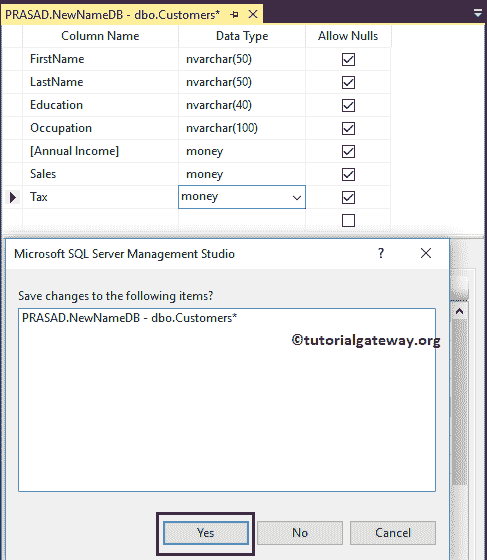 PRASAD.NewNameDB - dbo.Customers*
Column Name Data Type Allow Nulls
FirstName nvarchar(50)
LastName nvarchar(50)
Education nvarchar(40)
Occupation nvarchar(100)
[Annual Income] money
Sales money
Tax money
Microsoft SQL Server Management Studio
Save changes to the following items?
PRASAD.NewNameDB - dbo.Customers*
©tutorialgateway.org
Yes No Cancel